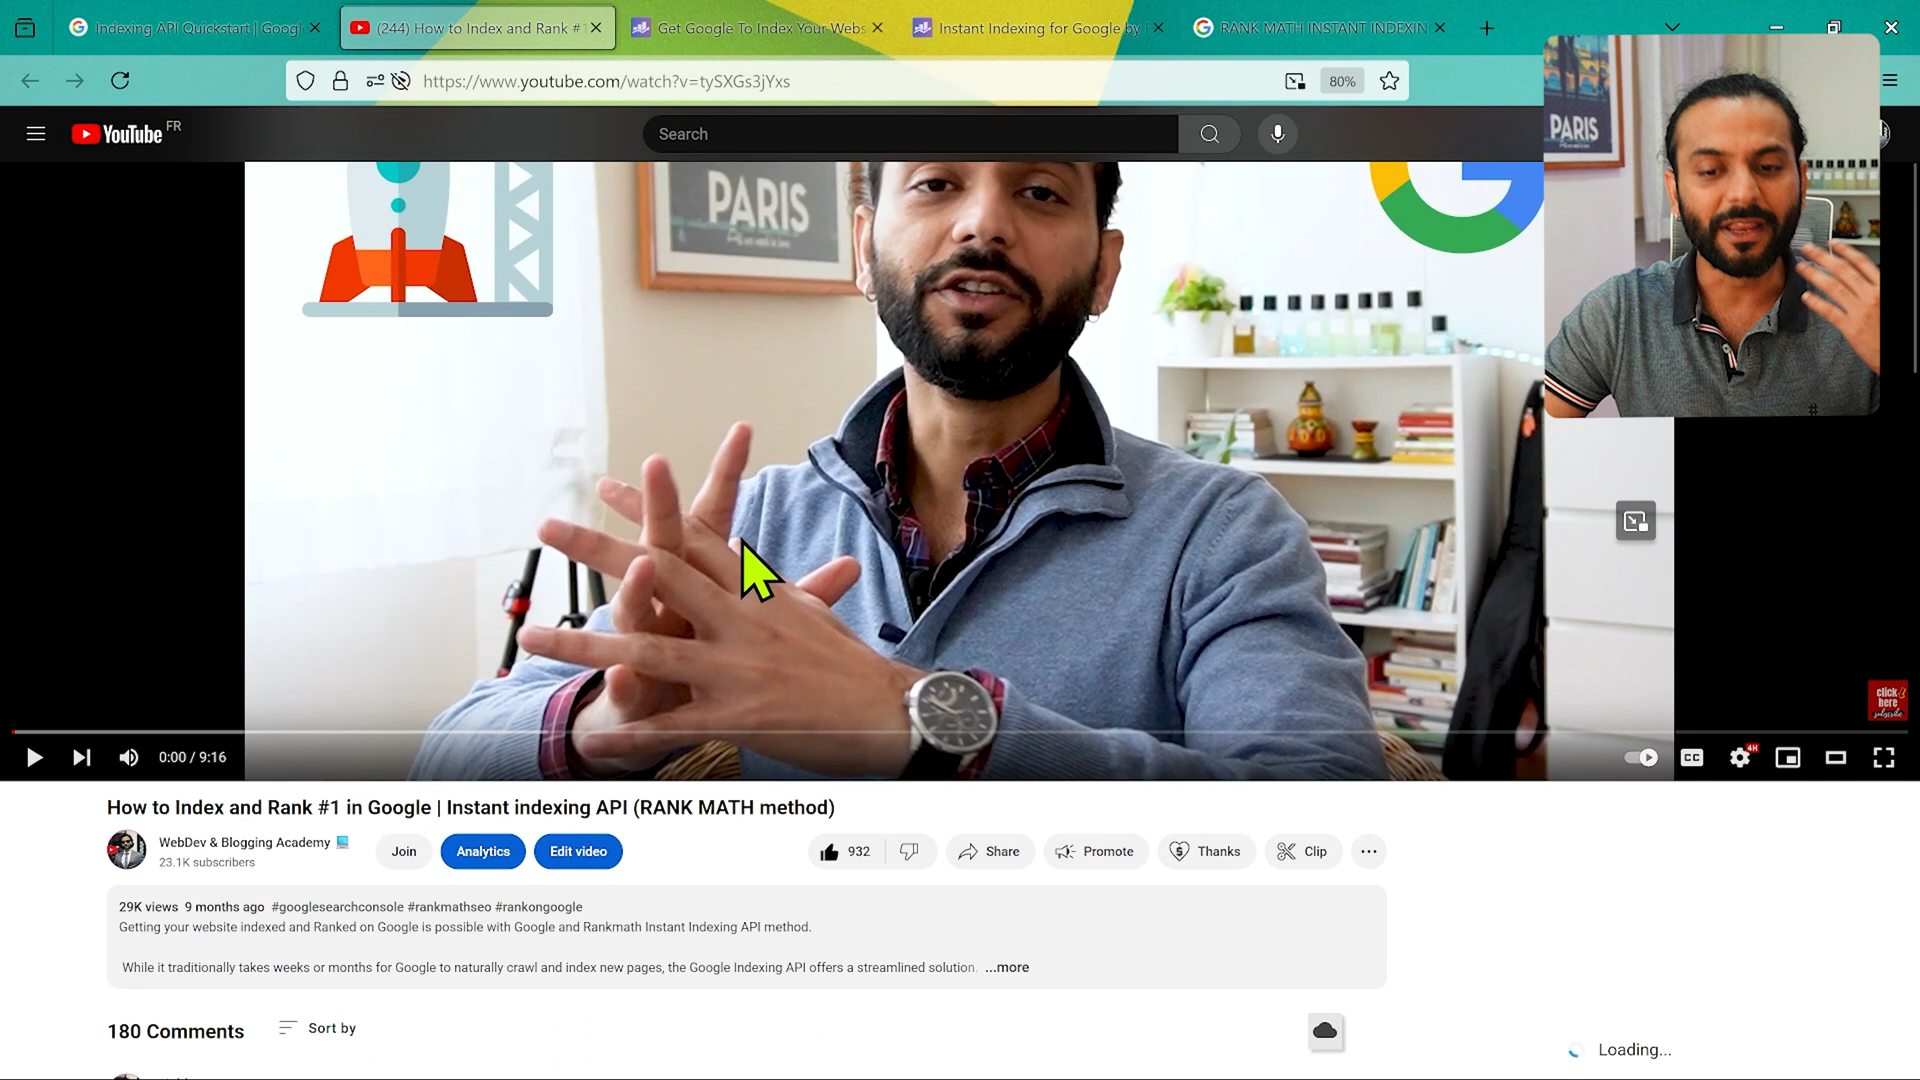 Indexing API Quickstart | Googl
(244) How to Index and Rank #
Get Google To Index Your Webs
Instant Indexing for Google by
RANK MATH INSTANT INDEXIN
https://www.youtube.com/watch?v=tySXGs3jYxs
80%
YouTube FR
Search
PARIS
PARIS
click
here
subscribe
0:00 / 9:16
CC
4K
How to Index and Rank #1 in Google | Instant indexing API (RANK MATH method)
WebDev & Blogging Academy
23.1K subscribers
Join
Analytics
Edit video
932
Share
Promote
Thanks
Clip
29K views 9 months ago #googlesearchconsole #rankmathseo #rankongoogle
Getting your website indexed and Ranked on Google is possible with Google and Rankmath Instant Indexing API method.
While it traditionally takes weeks or months for Google to naturally crawl and index new pages, the Google Indexing API offers a streamlined solution. ...more
180 Comments
Sort by
Loading...